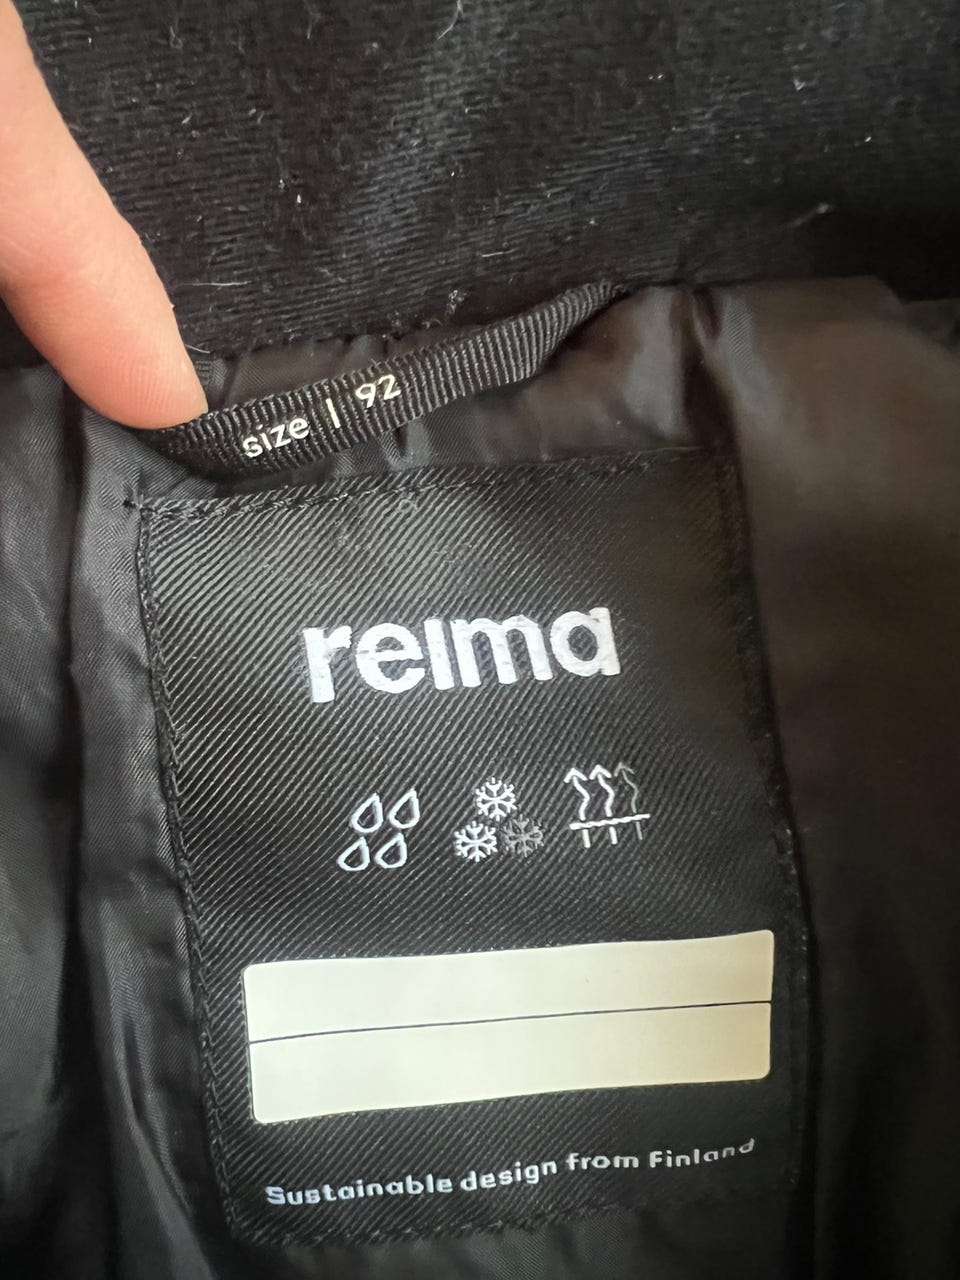 size | 92
reima
Sustainable design from Finland